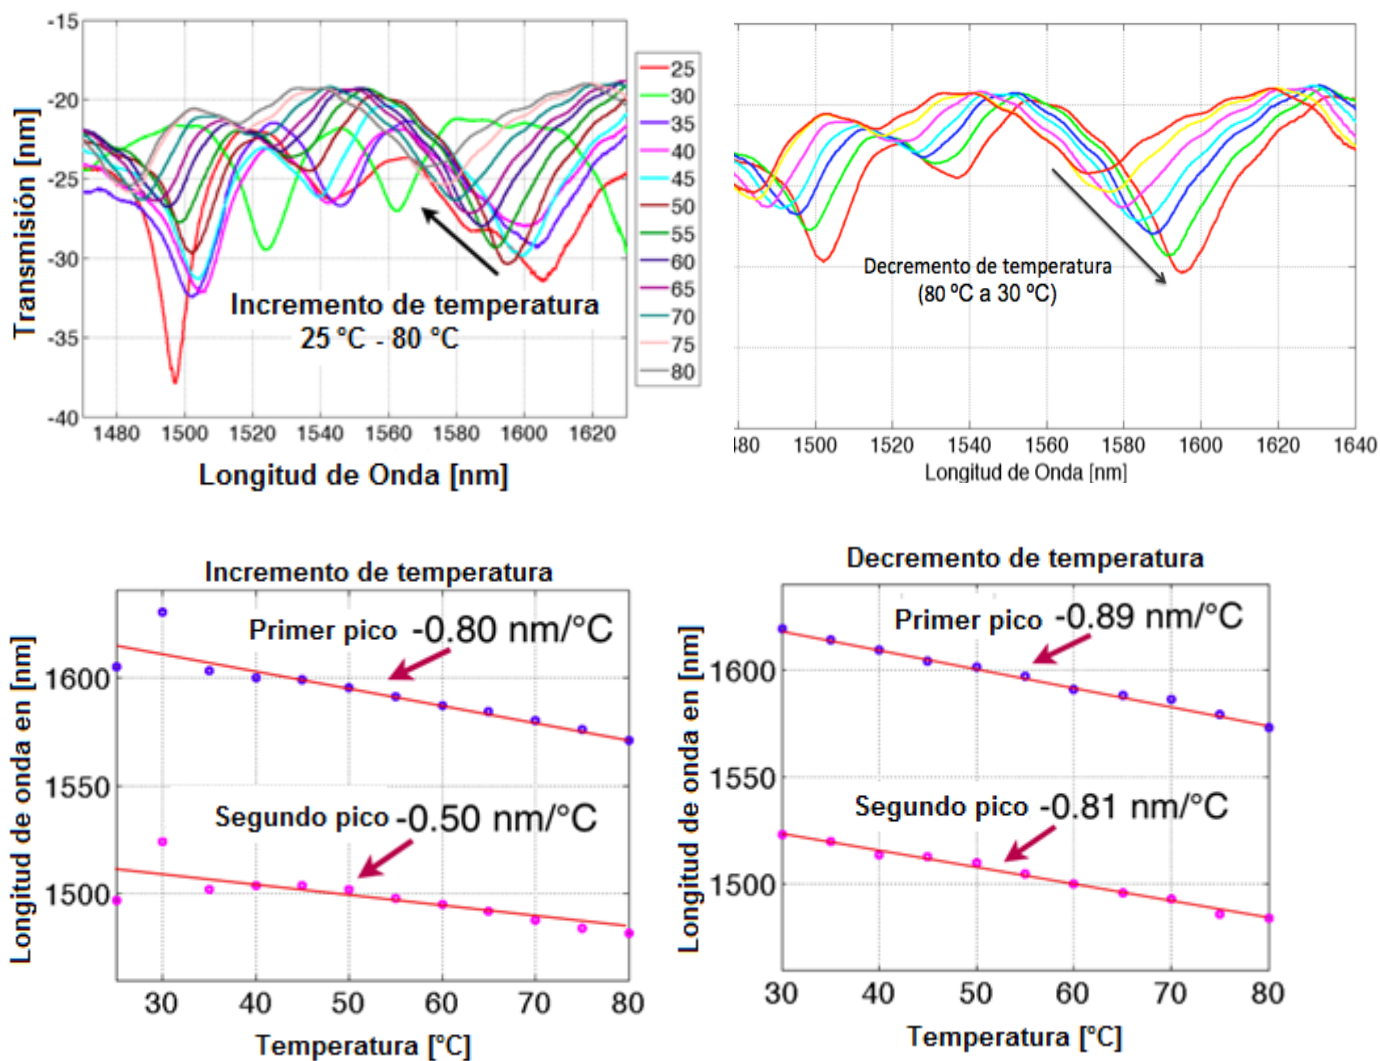 -15
-20
-25
-30
-35
-40
Transmisión [nm]
1480 1500 1520 1540 1560 1580 1600 1620
Longitud de Onda [nm]
Incremento de temperatura
25 °C - 80 °C
25
30
35
40
45
50
55
60
65
70
75
80
Decremento de temperatura
(80 ºC a 30 ºC)
80 1500 1520 1540 1560 1580 1600 1620 1640
Longitud de Onda [nm]
Incremento de temperatura
Primer pico -0.80 nm/°C
Segundo pico -0.50 nm/°C
1600
1550
1500
Longitud de onda en [nm]
30 40 50 60 70 80
Temperatura [°C]
Decremento de temperatura
Primer pico -0.89 nm/°C
Segundo pico -0.81 nm/°C
1600
1550
1500
Longitud de onda en [nm]
30 40 50 60 70 80
Temperatura [°C]